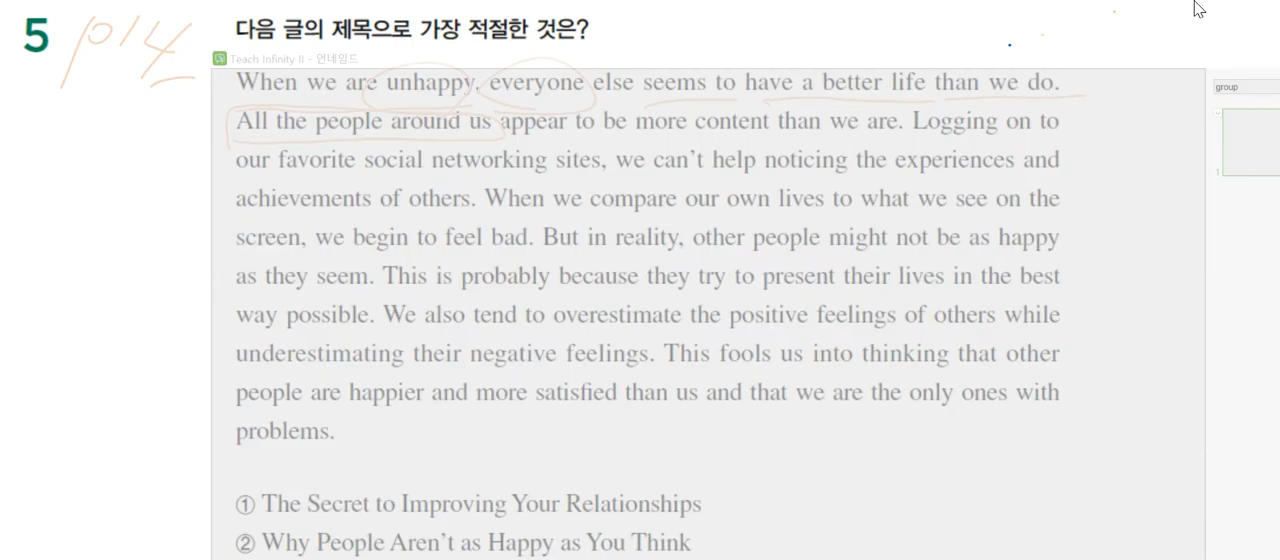 5 p14 다음 글의 제목으로 가장 적절한 것은?
Teach Infinity II - 언네임드
When we are unhappy, everyone else seems to have a better life than we do.
group
All the people around us appear to be more content than we are. Logging on to
our favorite social networking sites, we can't help noticing the experiences and
1
achievements of others. When we compare our own lives to what we see on the
screen, we begin to feel bad. But in reality, other people might not be as happy
as they seem. This is probably because they try to present their lives in the best
way possible. We also tend to overestimate the positive feelings of others while
underestimating their negative feelings. This fools us into thinking that other
people are happier and more satisfied than us and that we are the only ones with
problems.
① The Secret to Improving Your Relationships
② Why People Aren't as Happy as You Think